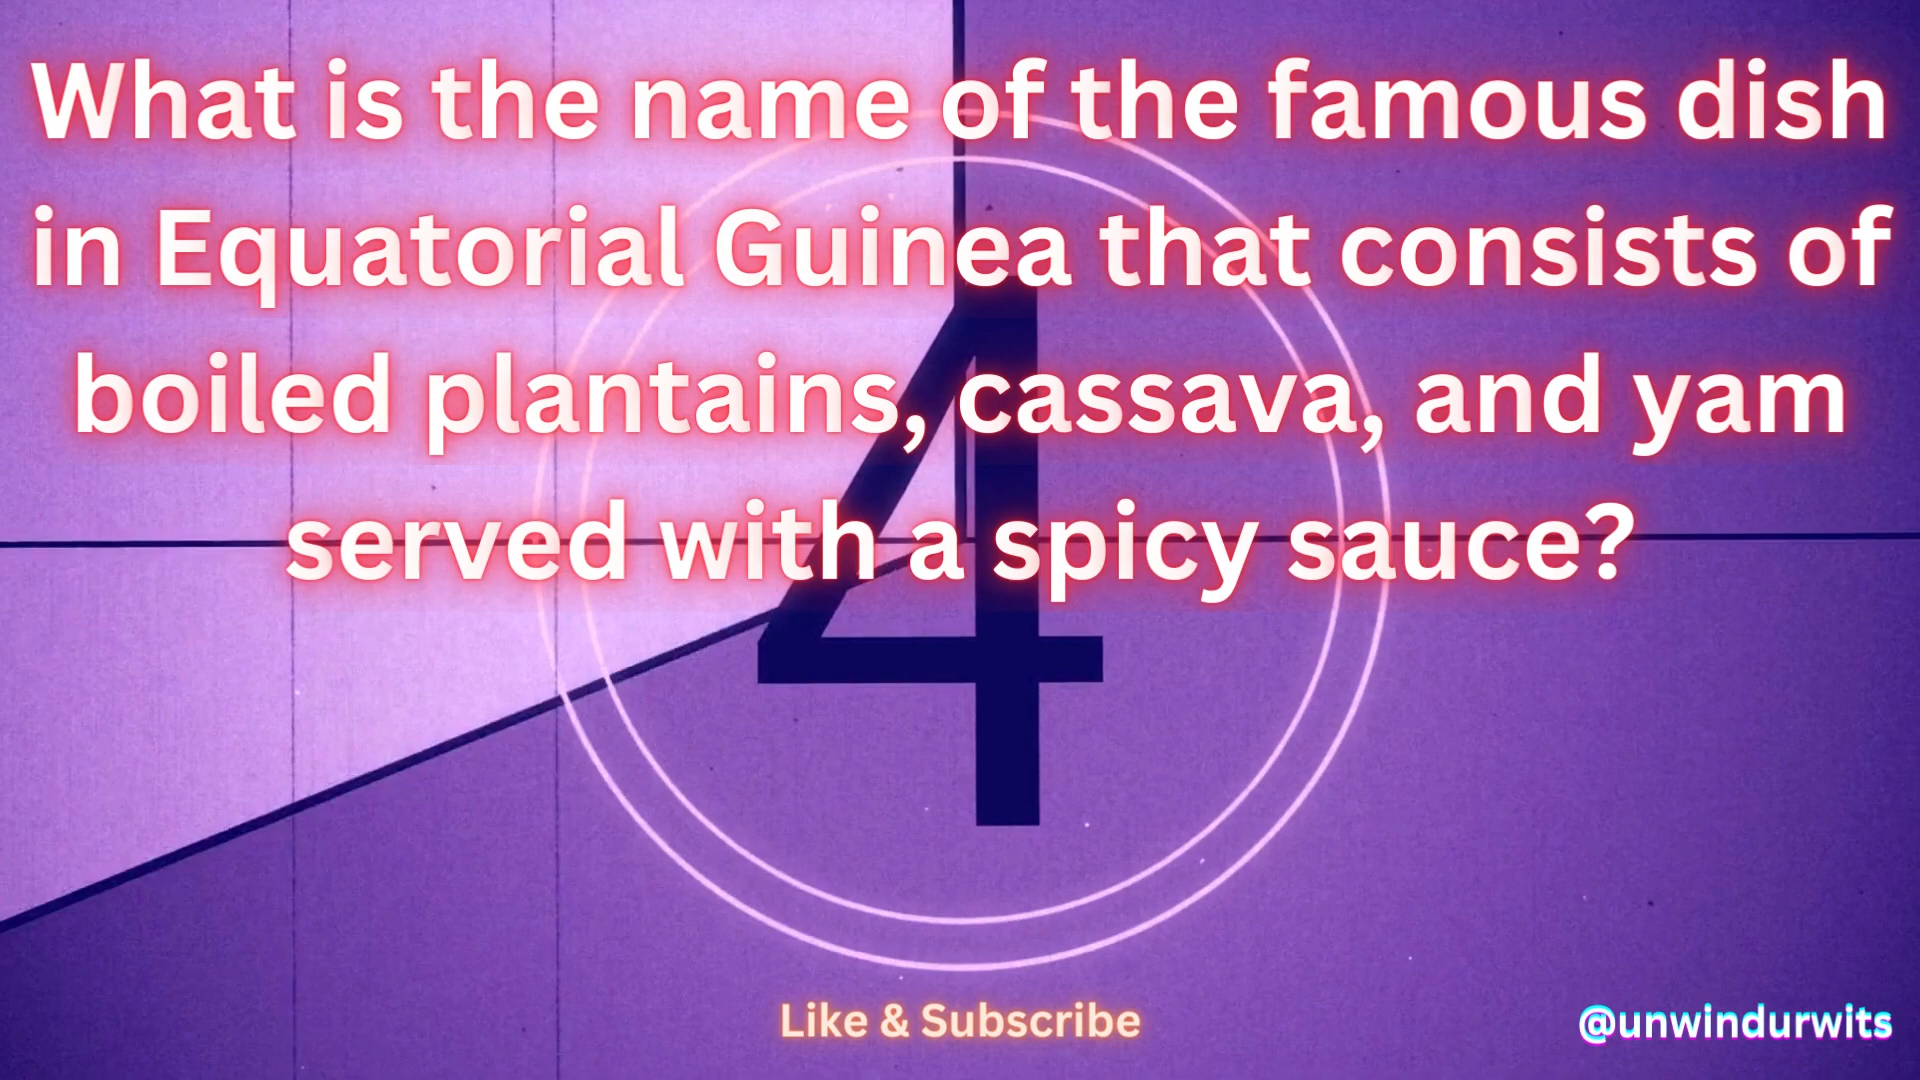 What is the name of the famous dish
in Equatorial Guinea that consists of
boiled plantains, cassava, and yam
served with a spicy sauce?
4
Like & Subscribe
@unwindurwits